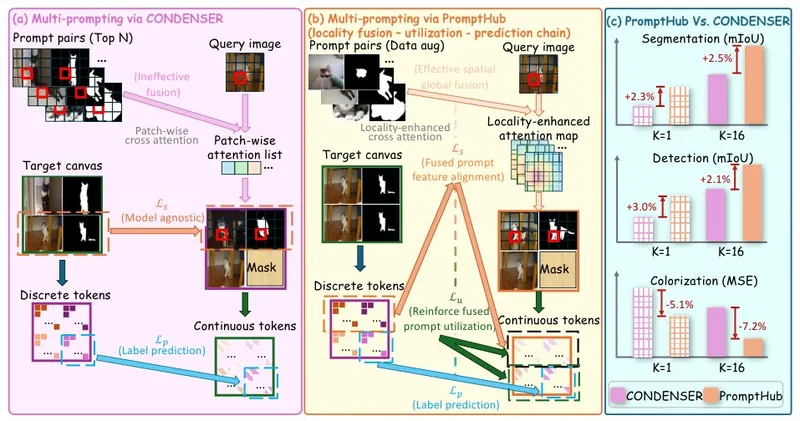 (a) Multi-prompting via CONDENSER
Prompt pairs (Top N)
...
Query image
(Ineffective
fusion)
Patch-wise
cross attention
Patch-wise
attention list
...
Target canvas
ℒs
(Model agnostic)
Mask
Discrete tokens
...
...
...
...
Continuous tokens
ℒp
(Label prediction)
...
...
...
...
(b) Multi-prompting via PromptHub
(locality fusion – utilization - prediction chain)
Prompt pairs (Data aug)
...
Query image
(Effective spatial
global fusion)
Locality-enhanced
cross attention
Locality-enhanced
attention map
...
ℒs
(Fused prompt
feature alignment)
Target canvas
Mask
Discrete tokens
...
...
...
...
ℒu
(Reinforce fused
prompt utilization)
Continuous tokens
...
...
...
...
ℒp
(Label prediction)
(c) PromptHub Vs. CONDENSER
Segmentation (mIoU)
+2.3%
+2.5%
K=1
K=16
Detection (mIoU)
+3.0%
+2.1%
K=1
K=16
Colorization (MSE)
-5.1%
-7.2%
K=1
K=16
CONDENSER
PromptHub